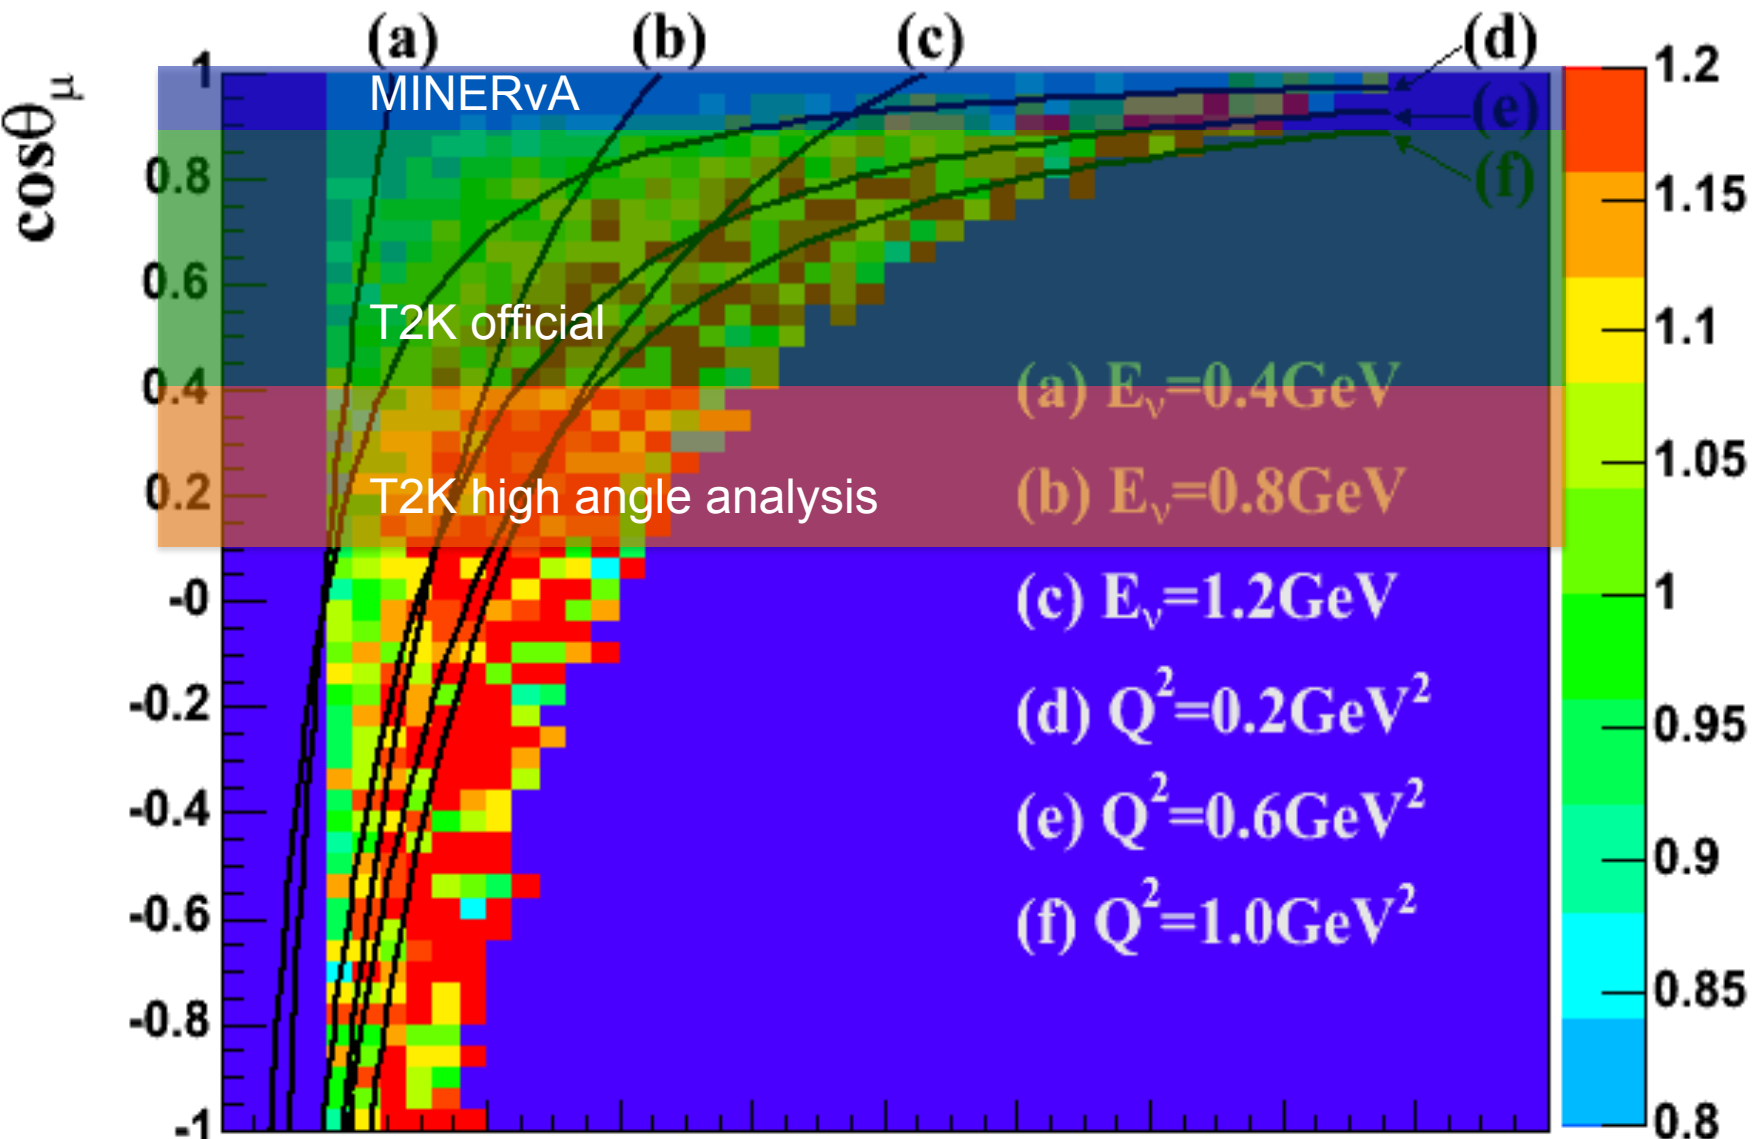 (a) (b) (c) (d)
cosθμ
MINERvA
(e)
(f)
T2K official
T2K high angle analysis
(a) Eν=0.4GeV
(b) Eν=0.8GeV
(c) Eν=1.2GeV
(d) Q²=0.2GeV²
(e) Q²=0.6GeV²
(f) Q²=1.0GeV²
1
0.8
0.6
0.4
0.2
-0
-0.2
-0.4
-0.6
-0.8
-1
1.2
1.15
1.1
1.05
1
0.95
0.9
0.85
0.8